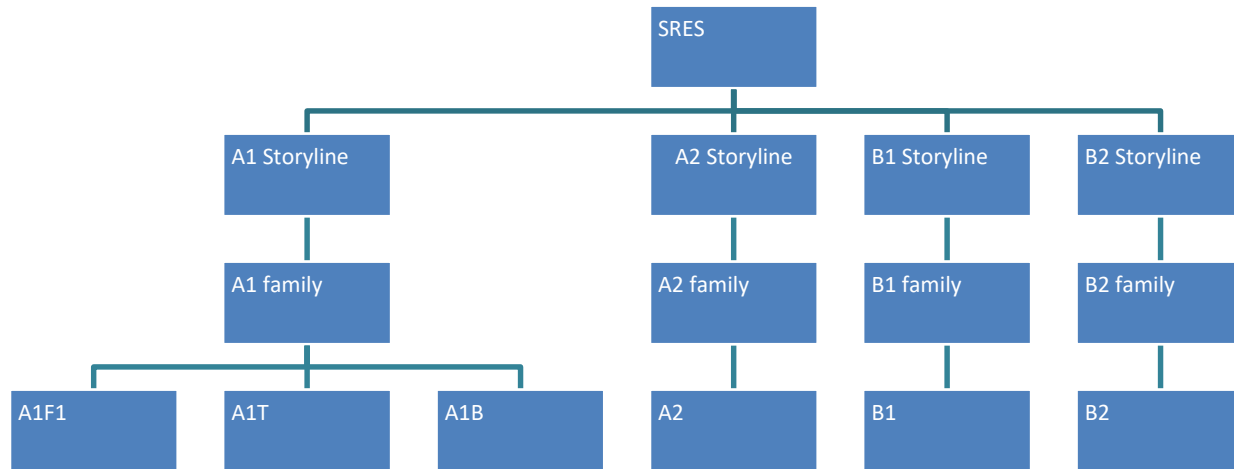 SRES
A1 Storyline
A2 Storyline
B1 Storyline
B2 Storyline
A1 family
A2 family
B1 family
B2 family
A1F1
A1T
A1B
A2
B1
B2